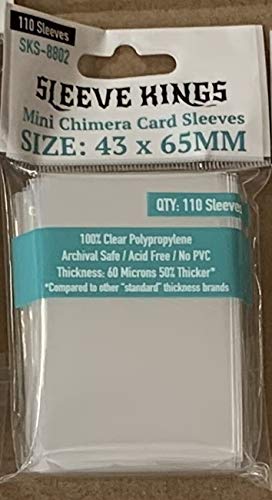 110 Sleeves
SKS-8802
SLEEVE KINGS
Mini Chimera Card Sleeves
SIZE: 43 x 65MM
QTY: 110 Sleeves
100% Clear Polypropylene
Archival Safe / Acid Free / No PVC
Thickness: 60 Microns 50% Thicker*
*Compared to other "standard" thickness brands